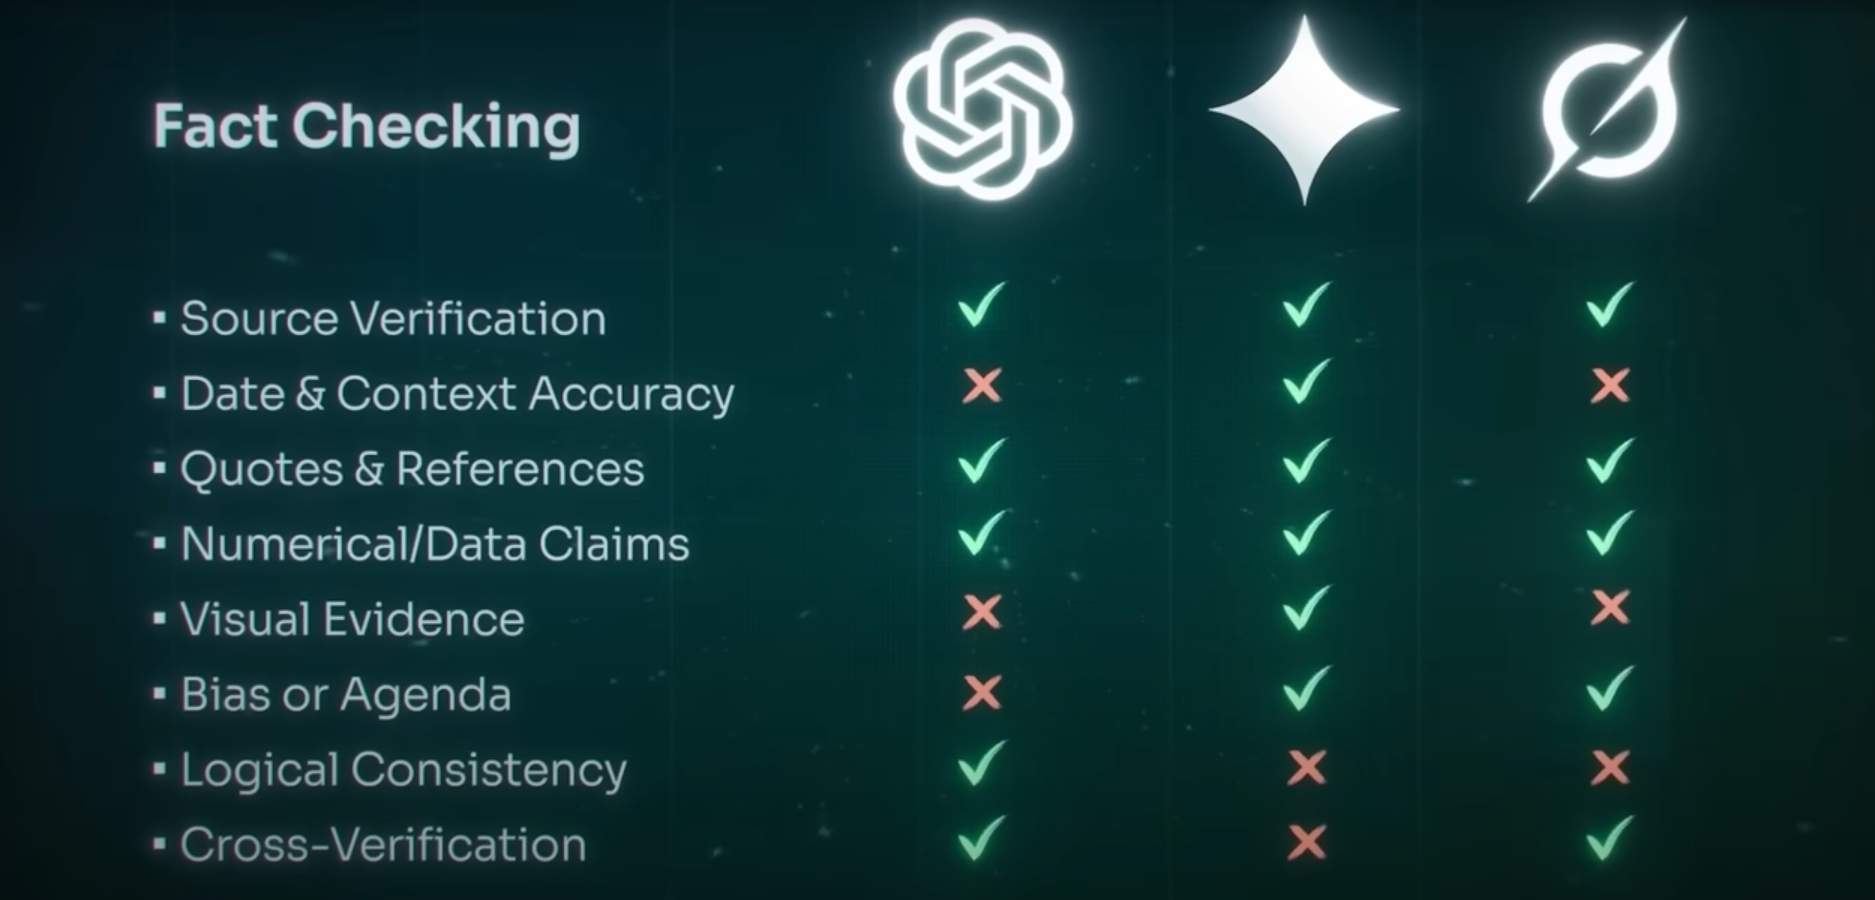 Fact Checking
▪ Source Verification ✓ ✓ ✓
▪ Date & Context Accuracy ✗ ✓ ✗
▪ Quotes & References ✓ ✓ ✓
▪ Numerical/Data Claims ✓ ✓ ✓
▪ Visual Evidence ✗ ✓ ✗
▪ Bias or Agenda ✗ ✓ ✓
▪ Logical Consistency ✓ ✗ ✗
▪ Cross-Verification ✓ ✗ ✓